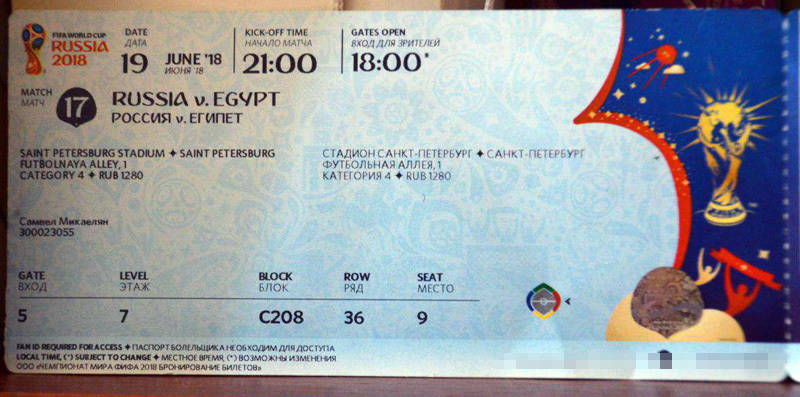 FIFA WORLD CUP
RUSSIA
2018
DATE
ДАТА
19 JUNE '18
ИЮНЯ '18
KICK-OFF TIME
НАЧАЛО МАТЧА
21:00
GATES OPEN
ВХОД ДЛЯ ЗРИТЕЛЕЙ
18:00*
MATCH
МАТЧ
17
RUSSIA v. EGYPT
РОССИЯ v. ЕГИПЕТ
SAINT PETERSBURG STADIUM ✦ SAINT PETERSBURG
FUTBOLNAYA ALLEY, 1
CATEGORY 4 ✦ RUB 1280
СТАДИОН САНКТ-ПЕТЕРБУРГ ✦ САНКТ-ПЕТЕРБУРГ
ФУТБОЛЬНАЯ АЛЛЕЯ, 1
КАТЕГОРИЯ 4 ✦ RUB 1280
Самвел Микаелян
300023055
GATE LEVEL BLOCK ROW SEAT
ВХОД ЭТАЖ БЛОК РЯД МЕСТО
5 7 C208 36 9
FAN ID REQUIRED FOR ACCESS ✦ ПАСПОРТ БОЛЕЛЬЩИКА НЕОБХОДИМ ДЛЯ ДОСТУПА
LOCAL TIME, (*) SUBJECT TO CHANGE ✦ МЕСТНОЕ ВРЕМЯ, (*) ВОЗМОЖНЫ ИЗМЕНЕНИЯ
ООО «ЧЕМПИОНАТ МИРА ФИФА 2018 БРОНИРОВАНИЕ БИЛЕТОВ»